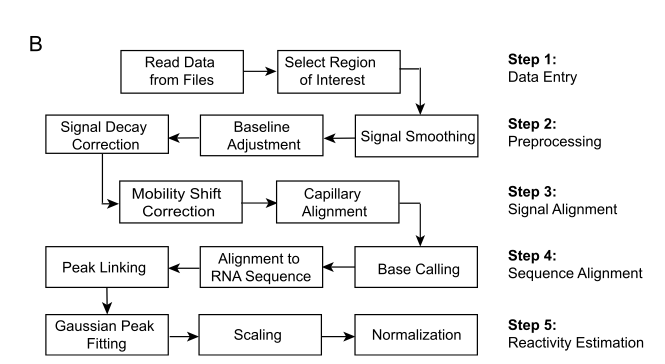 B
Read Data
from Files
Select Region
of Interest
Step 1:
Data Entry
Signal Decay
Correction
Baseline
Adjustment
Signal Smoothing
Step 2:
Preprocessing
Mobility Shift
Correction
Capillary
Alignment
Step 3:
Signal Alignment
Peak Linking
Alignment to
RNA Sequence
Base Calling
Step 4:
Sequence Alignment
Gaussian Peak
Fitting
Scaling
Normalization
Step 5:
Reactivity Estimation